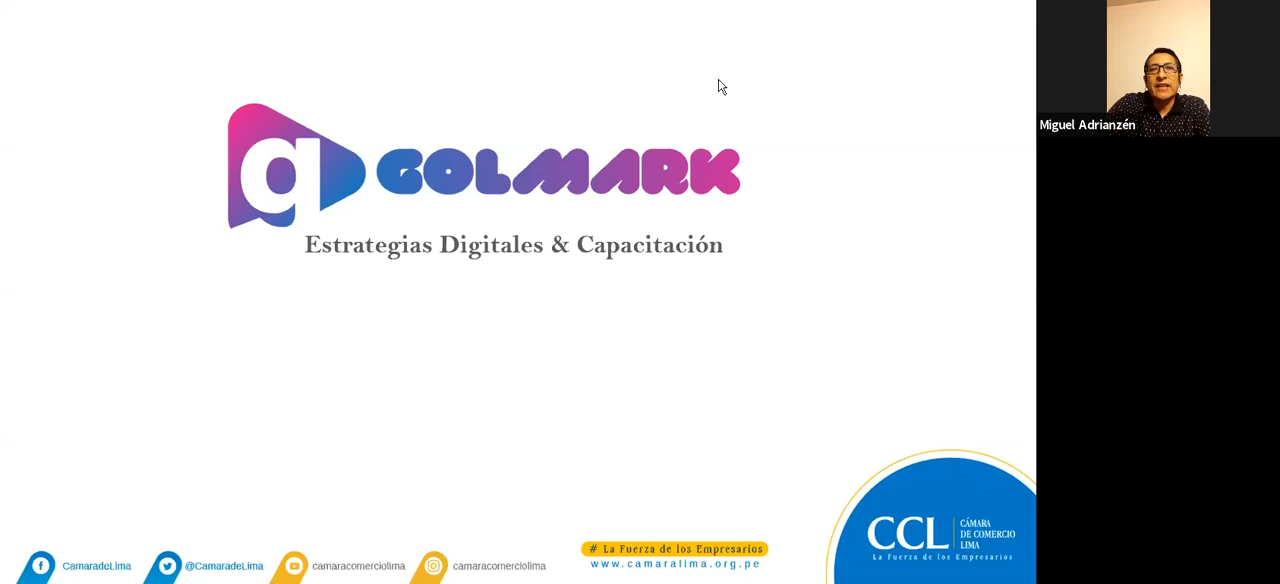 GOLMARK
Estrategias Digitales & Capacitación
Miguel Adrianzén
CCL
CÁMARA
DE COMERCIO
LIMA
La Fuerza de los Empresarios
CamaradeLima
@CamaradeLima
camaracomerciolima
camaracomerciolima
# La Fuerza de los Empresarios
www.camaralima.org.pe